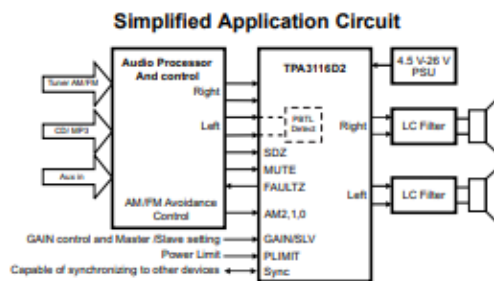 Simplified Application Circuit
Audio Processor
And control
TPA3116D2
4.5 V-26 V
PSU
Tuner AM/FM
Right
CD/ MP3
Left
PBTL
Detect
Right
LC Filter
Aux in
SDZ
MUTE
FAULTZ
Left
LC Filter
AM/FM Avoidance
Control
AM2,1,0
GAIN control and Master /Slave setting
GAIN/SLV
Power Limit
PLIMIT
Capable of synchronizing to other devices
Sync